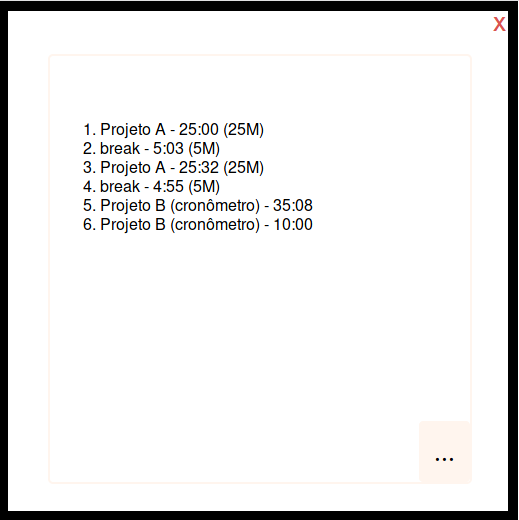 X
1. Projeto A - 25:00 (25M)
2. break - 5:03 (5M)
3. Projeto A - 25:32 (25M)
4. break - 4:55 (5M)
5. Projeto B (cronômetro) - 35:08
6. Projeto B (cronômetro) - 10:00
...